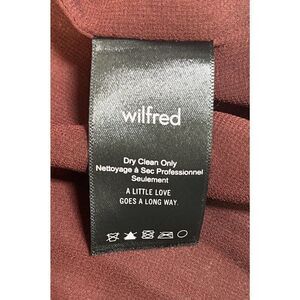 wilfred
Dry Clean Only
Nettoyage à Sec Professionnel
Seulement
A LITTLE LOVE
GOES A LONG WAY.